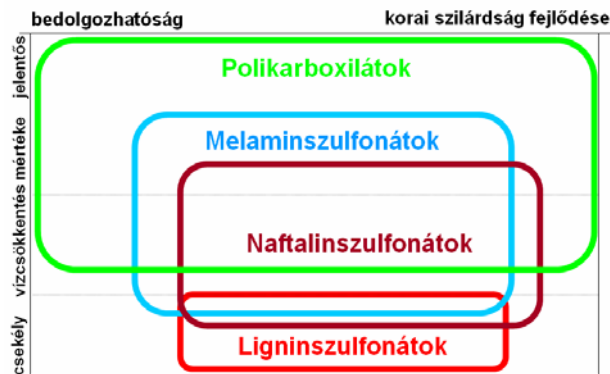 bedolgozhatóság
korai szilárdság fejlődése
jelentős
vízcsökkentés mértéke
csekély
Polikarboxilátok
Melaminszulfonátok
Naftalinszulfonátok
Ligninszulfonátok